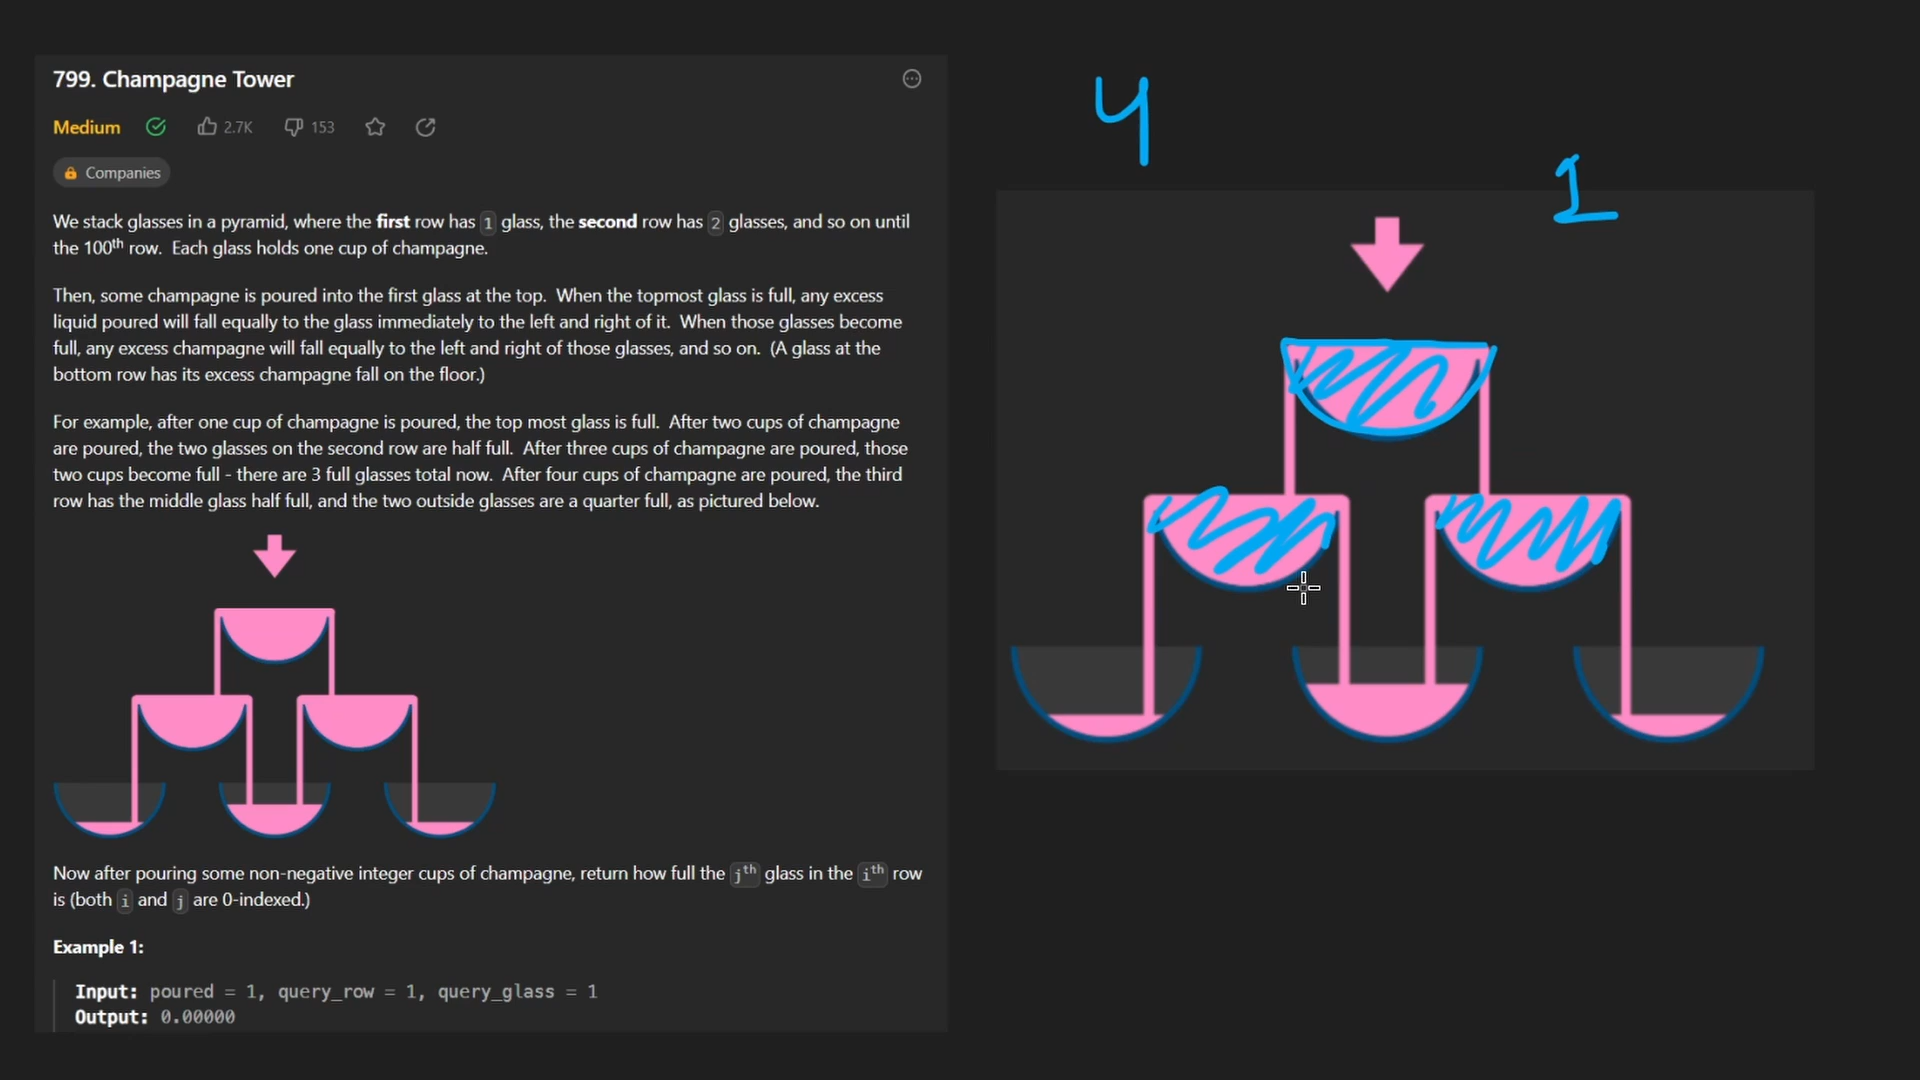 799. Champagne Tower
Medium 2.7K 153
Companies
We stack glasses in a pyramid, where the first row has 1 glass, the second row has 2 glasses, and so on until
the 100th row. Each glass holds one cup of champagne.
Then, some champagne is poured into the first glass at the top. When the topmost glass is full, any excess
liquid poured will fall equally to the glass immediately to the left and right of it. When those glasses become
full, any excess champagne will fall equally to the left and right of those glasses, and so on. (A glass at the
bottom row has its excess champagne fall on the floor.)
For example, after one cup of champagne is poured, the top most glass is full. After two cups of champagne
are poured, the two glasses on the second row are half full. After three cups of champagne are poured, those
two cups become full - there are 3 full glasses total now. After four cups of champagne are poured, the third
row has the middle glass half full, and the two outside glasses are a quarter full, as pictured below.
Now after pouring some non-negative integer cups of champagne, return how full the jth glass in the ith row
is (both i and j are 0-indexed.)
Example 1:
Input: poured = 1, query_row = 1, query_glass = 1
Output: 0.00000
4
1